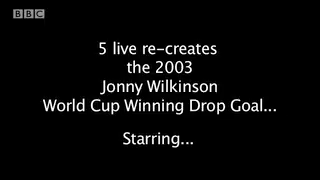 BBC
5 live re-creates
the 2003
Jonny Wilkinson
World Cup Winning Drop Goal...
Starring...